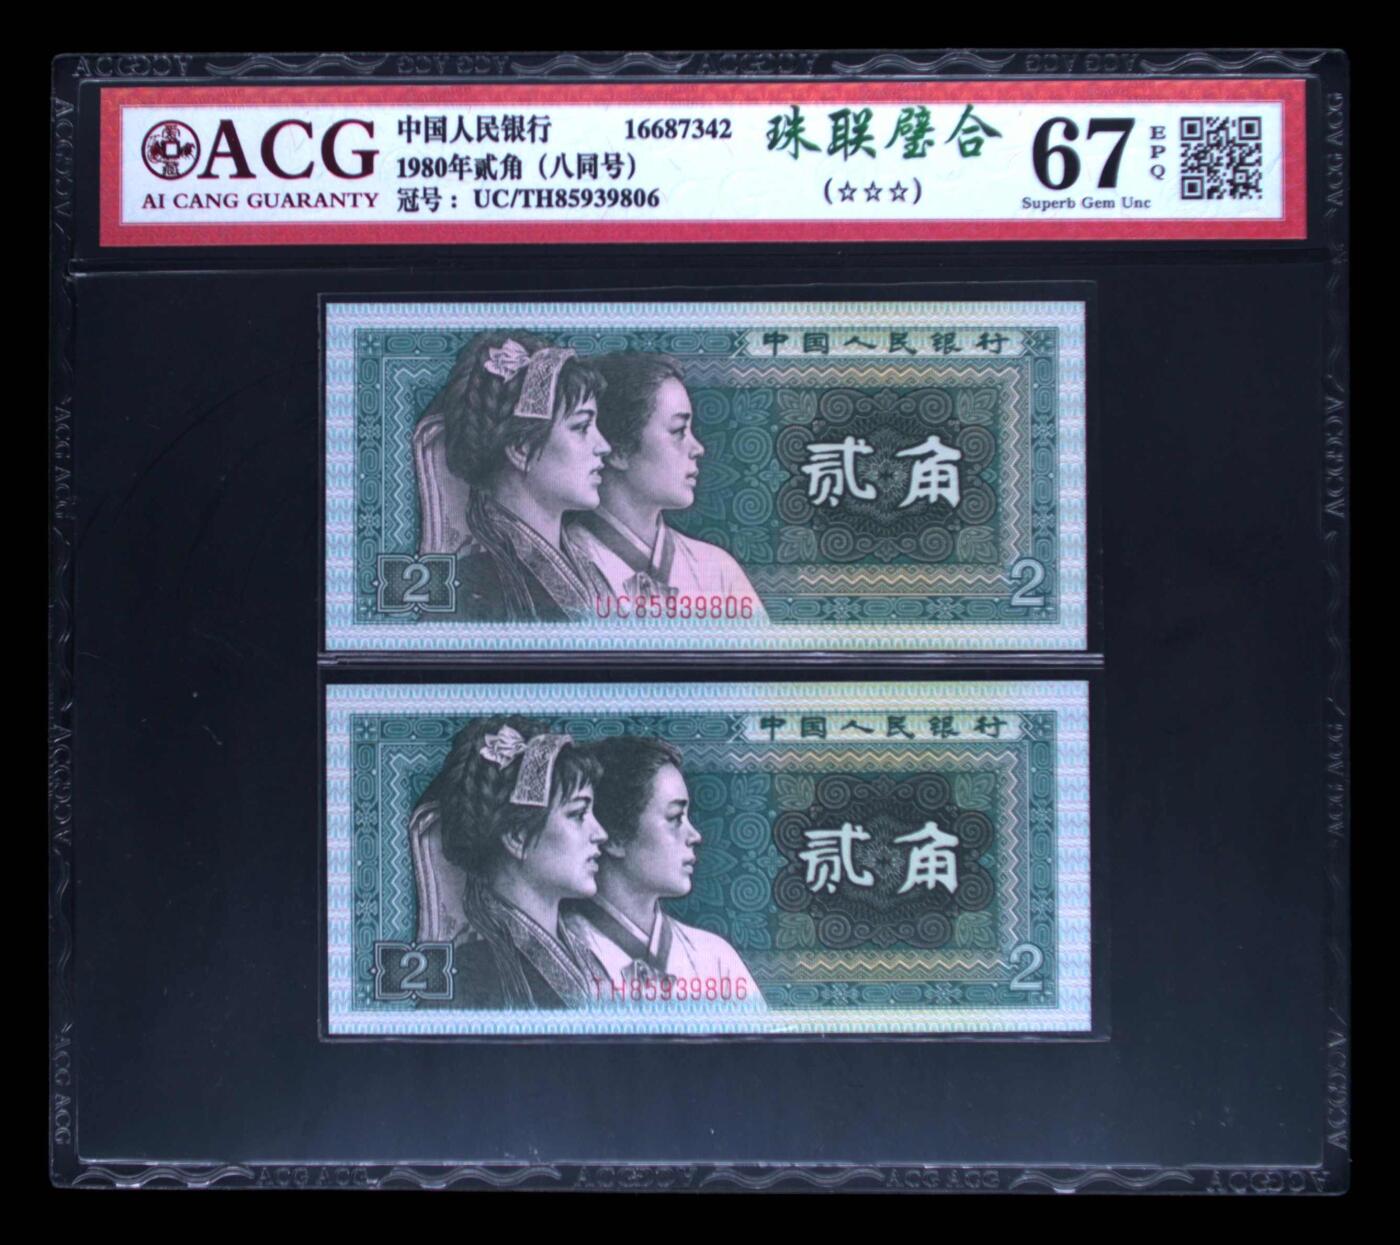 ACG
AI CANG GUARANTY
中国人民银行 16687342
1980年贰角（八同号）
冠号： UC/TH85939806
珠联璧合
（☆☆☆）
67
EPQ
Superb Gem Unc
中国人民银行
贰角
2
2
UC85939806
中国人民银行
贰角
2
2
TH85939806